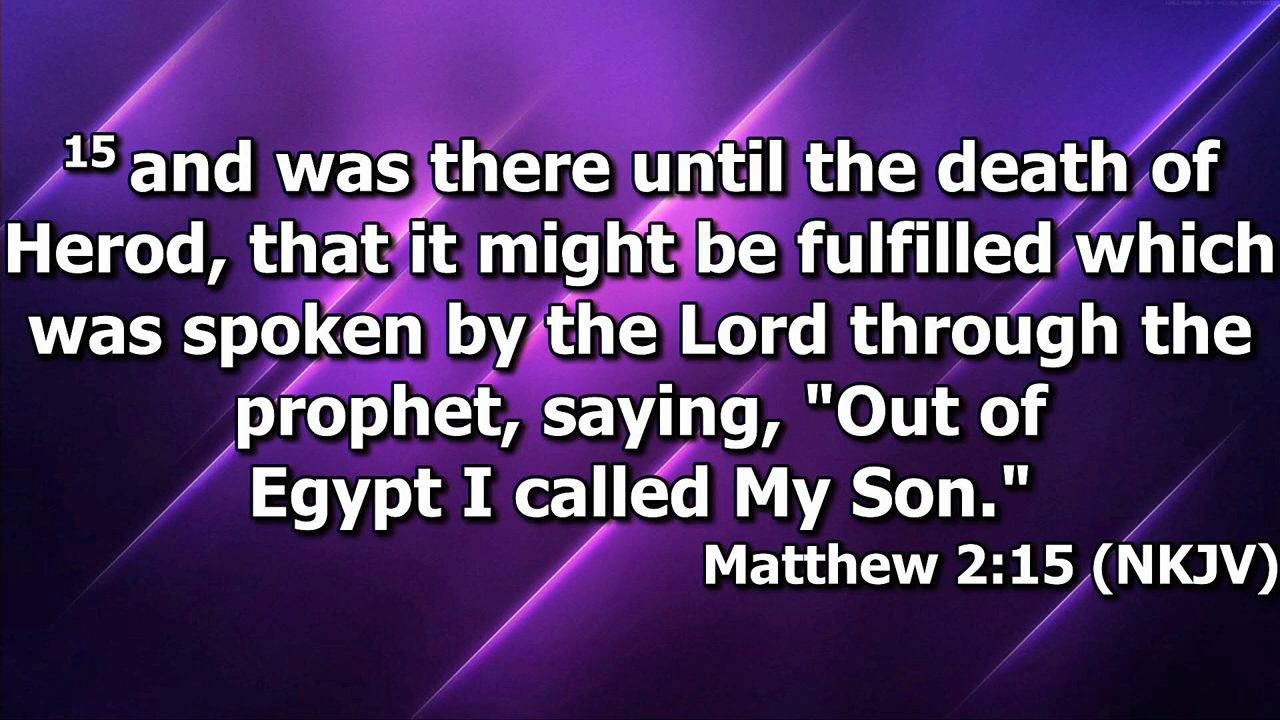 15 and was there until the death of
Herod, that it might be fulfilled which
was spoken by the Lord through the
prophet, saying, "Out of
Egypt I called My Son."
Matthew 2:15 (NKJV)